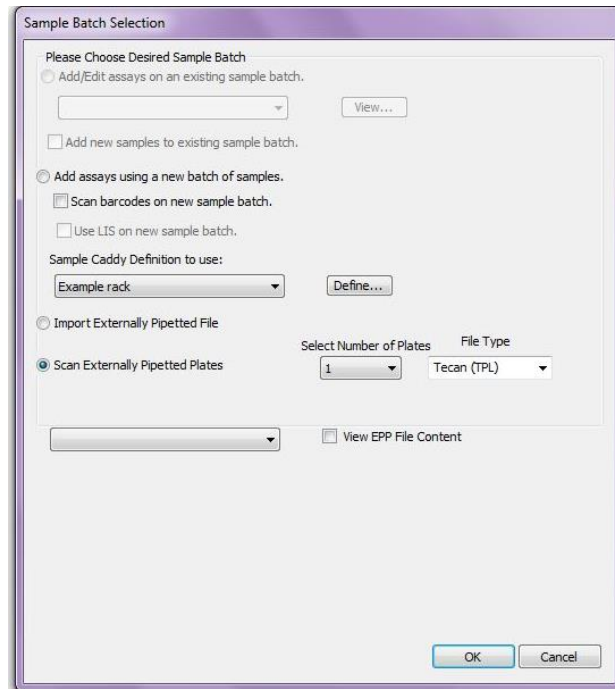 Sample Batch Selection
Please Choose Desired Sample Batch
Add/Edit assays on an existing sample batch.
View...
Add new samples to existing sample batch.
Add assays using a new batch of samples.
Scan barcodes on new sample batch.
Use LIS on new sample batch.
Sample Caddy Definition to use:
Example rack
Define...
Import Externally Pipetted File
Select Number of Plates File Type
Scan Externally Pipetted Plates 1 Tecan (TPL)
View EPP File Content
OK Cancel